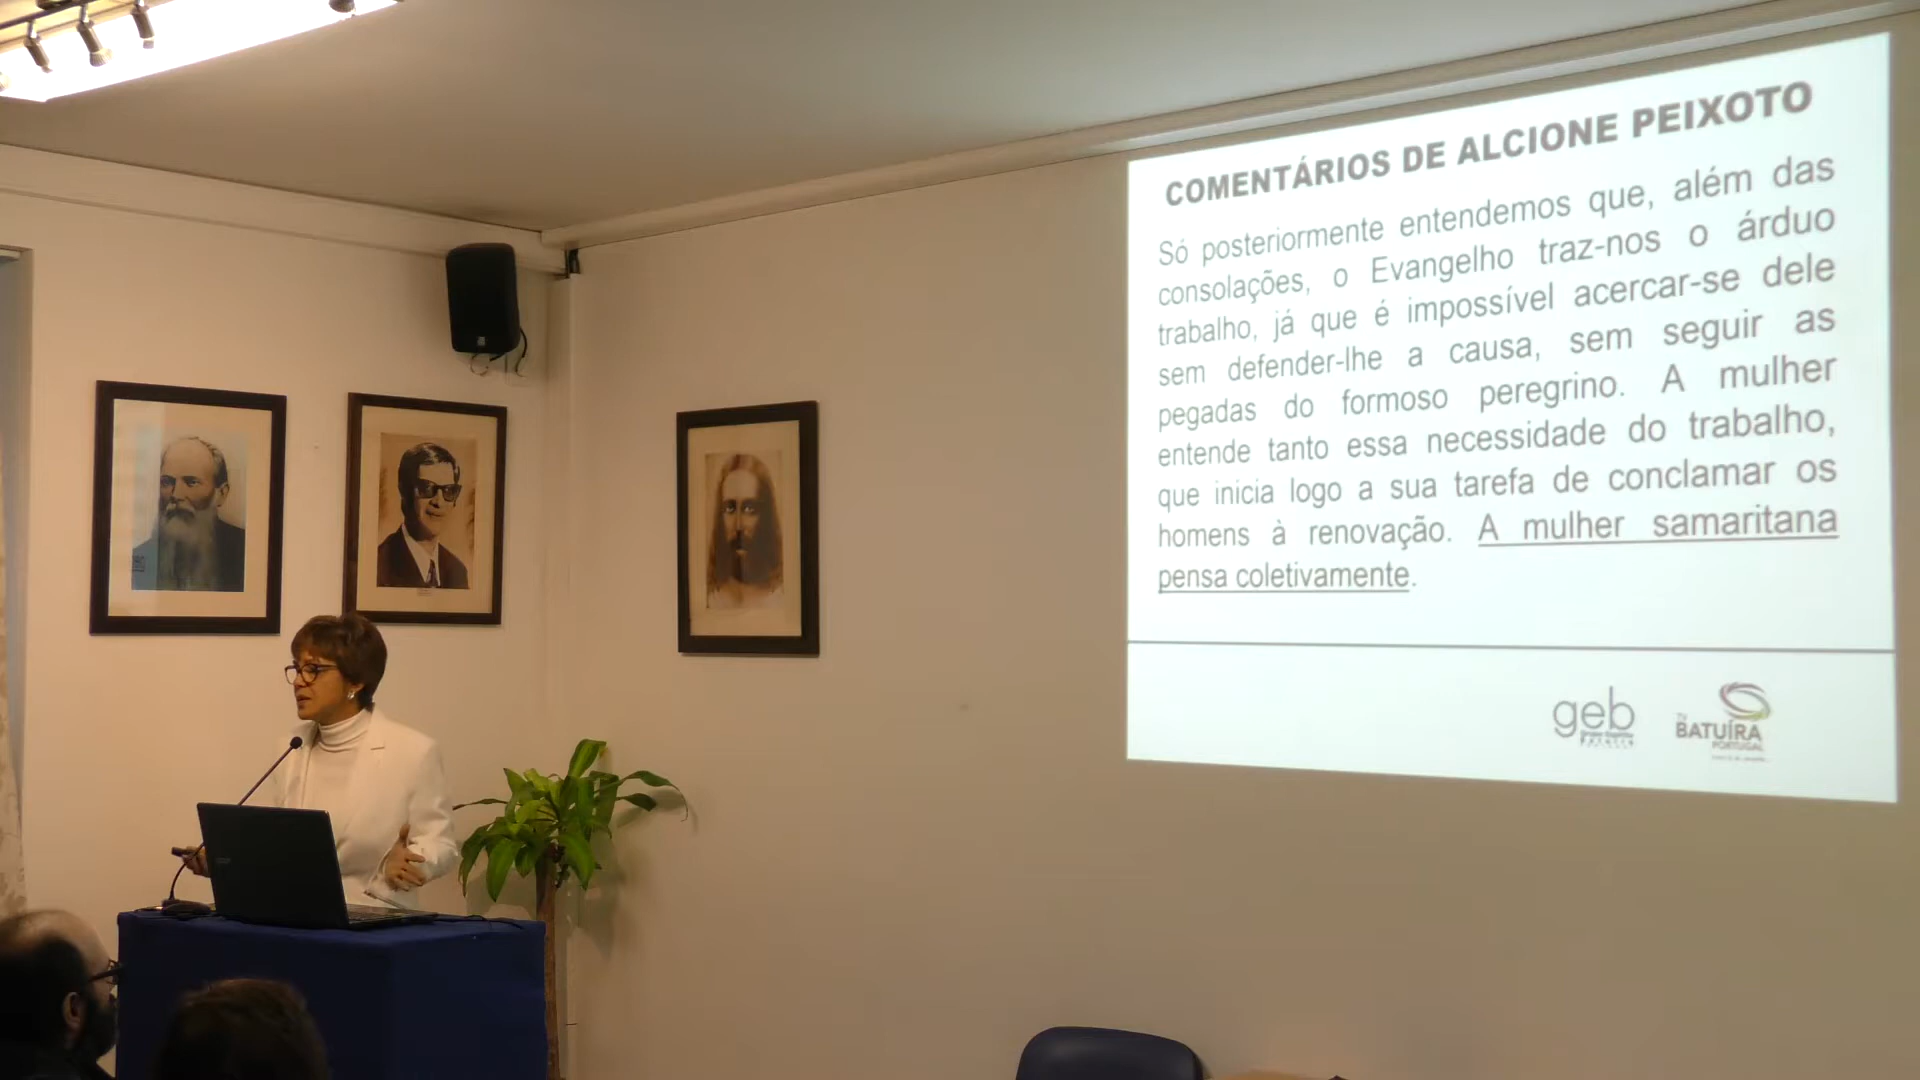 COMENTÁRIOS DE ALCIONE PEIXOTO
Só posteriormente entendemos que, além das
consolações, o Evangelho traz-nos o árduo
trabalho, já que é impossível acercar-se dele
sem defender-lhe a causa, sem seguir as
pegadas do formoso peregrino. A mulher
entende tanto essa necessidade do trabalho,
que inicia logo a sua tarefa de conclamar os
homens à renovação. A mulher samaritana
pensa coletivamente.
geb
TV
BATUÍRA
PORTUGAL